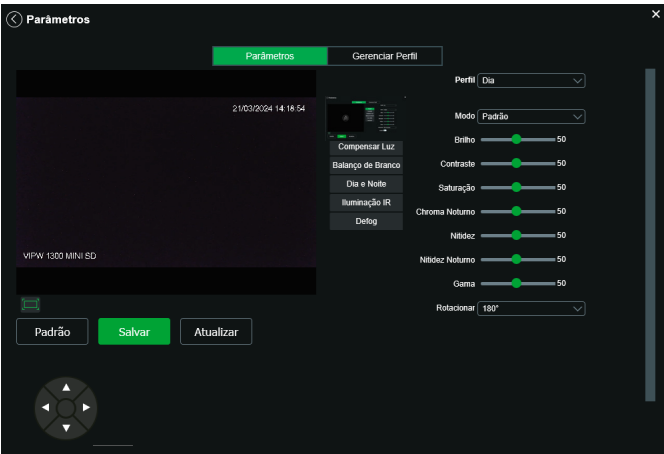 Parâmetros
Parâmetros
Gerenciar Perfil
21/03/2024 14:18:54
VIPW 1300 MINI SD
Compensar Luz
Balanço de Branco
Dia e Noite
Iluminação IR
Defog
Perfil Dia
Modo Padrão
Brilho 50
Contraste 50
Saturação 50
Chroma Noturno 50
Nitidez 50
Nitidez Noturno 50
Gama 50
Rotacionar 180°
Padrão
Salvar
Atualizar